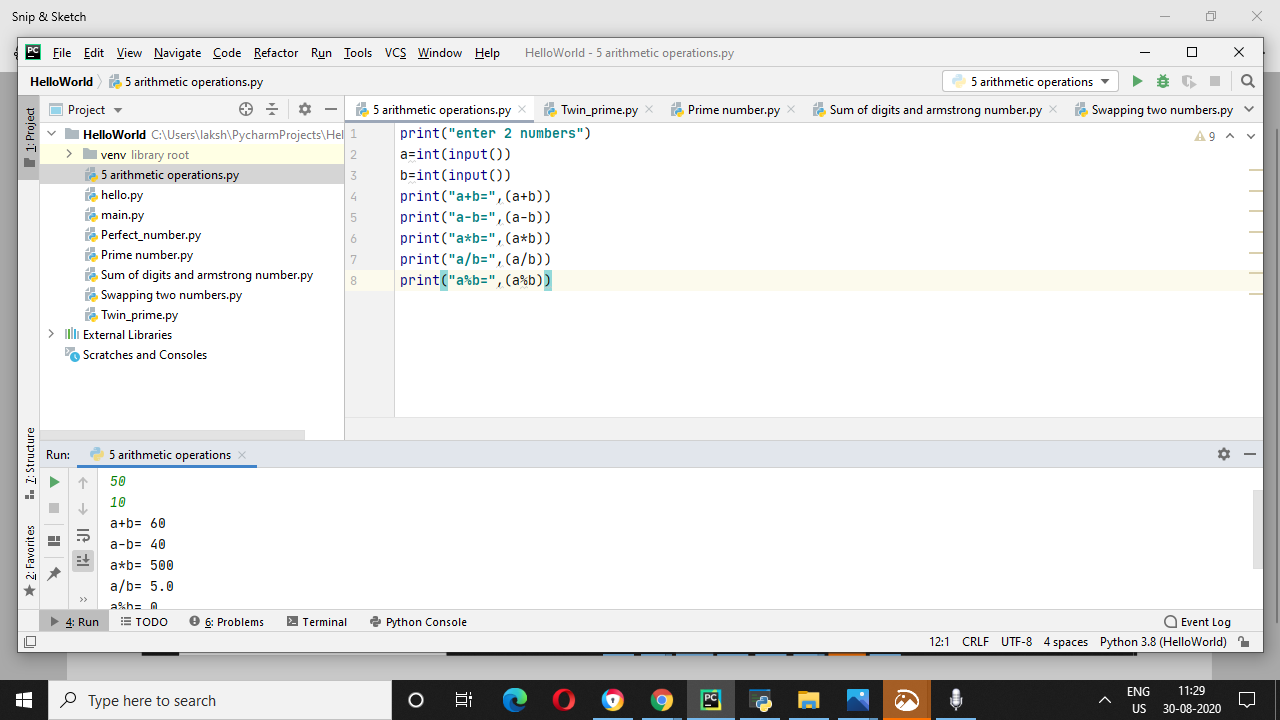 Snip & Sketch
File Edit View Navigate Code Refactor Run Tools VCS Window Help HelloWorld - 5 arithmetic operations.py
HelloWorld 5 arithmetic operations.py 5 arithmetic operations
1: Project
Project
5 arithmetic operations.py Twin_prime.py Prime number.py Sum of digits and armstrong number.py Swapping two numbers.py
HelloWorld C:\Users\laksh\PycharmProjects\Hel
venv library root
5 arithmetic operations.py
hello.py
main.py
Perfect_number.py
Prime number.py
Sum of digits and armstrong number.py
Swapping two numbers.py
Twin_prime.py
External Libraries
Scratches and Consoles
1 print("enter 2 numbers")
2 a=int(input())
3 b=int(input())
4 print("a+b=",(a+b))
5 print("a-b=",(a-b))
6 print("a*b=",(a*b))
7 print("a/b=",(a/b))
8 print("a%b=",(a%b))
9
7: Structure
2: Favorites
Run: 5 arithmetic operations
50
10
a+b= 60
a-b= 40
a*b= 500
a/b= 5.0
a%b= 0
4: Run TODO 6: Problems Terminal Python Console Event Log
12:1 CRLF UTF-8 4 spaces Python 3.8 (HelloWorld)
Type here to search
ENG
US
11:29
30-08-2020